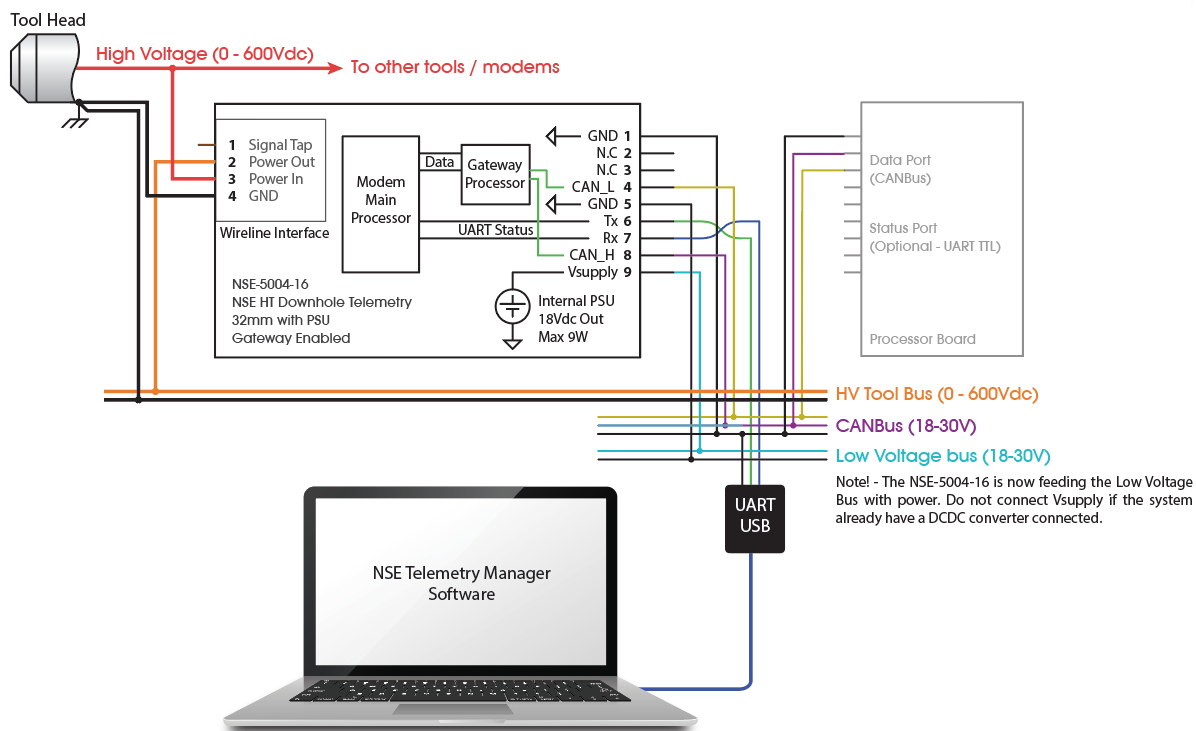 Tool Head
High Voltage (0 - 600Vdc)
To other tools / modems
1 Signal Tap
2 Power Out
3 Power In
4 GND
Wireline Interface
Modem
Main
Processor
Data
Gateway
Processor
UART Status
GND 1
N.C 2
N.C 3
CAN_L 4
GND 5
Tx 6
Rx 7
CAN_H 8
Vsupply 9
NSE-5004-16
NSE HT Downhole Telemetry
32mm with PSU
Gateway Enabled
Internal PSU
18Vdc Out
Max 9W
Data Port
(CANBus)
Status Port
(Optional - UART TTL)
Processor Board
HV Tool Bus (0 - 600Vdc)
CANBus (18-30V)
Low Voltage bus (18-30V)
Note! - The NSE-5004-16 is now feeding the Low Voltage
Bus with power. Do not connect Vsupply if the system
already have a DCDC converter connected.
UART
USB
NSE Telemetry Manager
Software